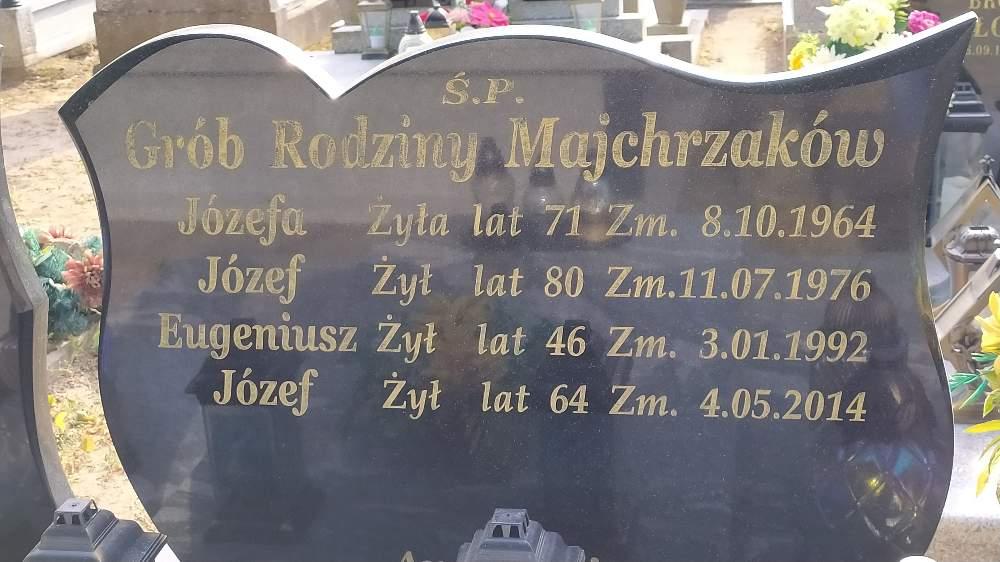 Ś.P.
Grób Rodziny Majchrzaków
Józefa Żyła lat 71 Zm. 8.10.1964
Józef Żył lat 80 Zm. 11.07.1976
Eugeniusz Żył lat 46 Zm. 3.01.1992
Józef Żył lat 64 Zm. 4.05.2014